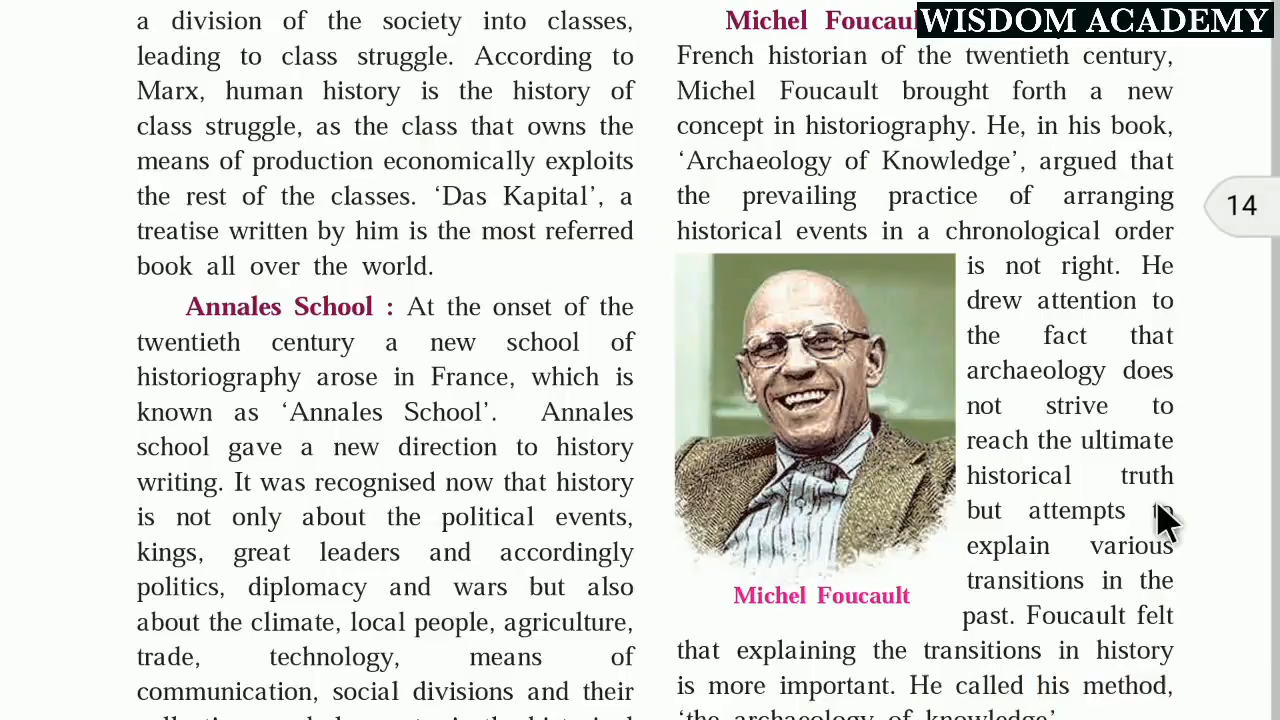 a division of the society into classes,
leading to class struggle. According to
Marx, human history is the history of
class struggle, as the class that owns the
means of production economically exploits
the rest of the classes. ‘Das Kapital’, a
treatise written by him is the most referred
book all over the world.
Annales School : At the onset of the
twentieth century a new school of
historiography arose in France, which is
known as ‘Annales School’. Annales
school gave a new direction to history
writing. It was recognised now that history
is not only about the political events,
kings, great leaders and accordingly
politics, diplomacy and wars but also
about the climate, local people, agriculture,
trade, technology, means of
communication, social divisions and their
Michel Foucaul
WISDOM ACADEMY
French historian of the twentieth century,
Michel Foucault brought forth a new
concept in historiography. He, in his book,
‘Archaeology of Knowledge’, argued that
the prevailing practice of arranging
historical events in a chronological order
is not right. He
drew attention to
the fact that
archaeology does
not strive to
reach the ultimate
historical truth
but attempts
explain various
transitions in the
past. Foucault felt
Michel Foucault
that explaining the transitions in history
is more important. He called his method,
‘the archaeology of knowledge’
14